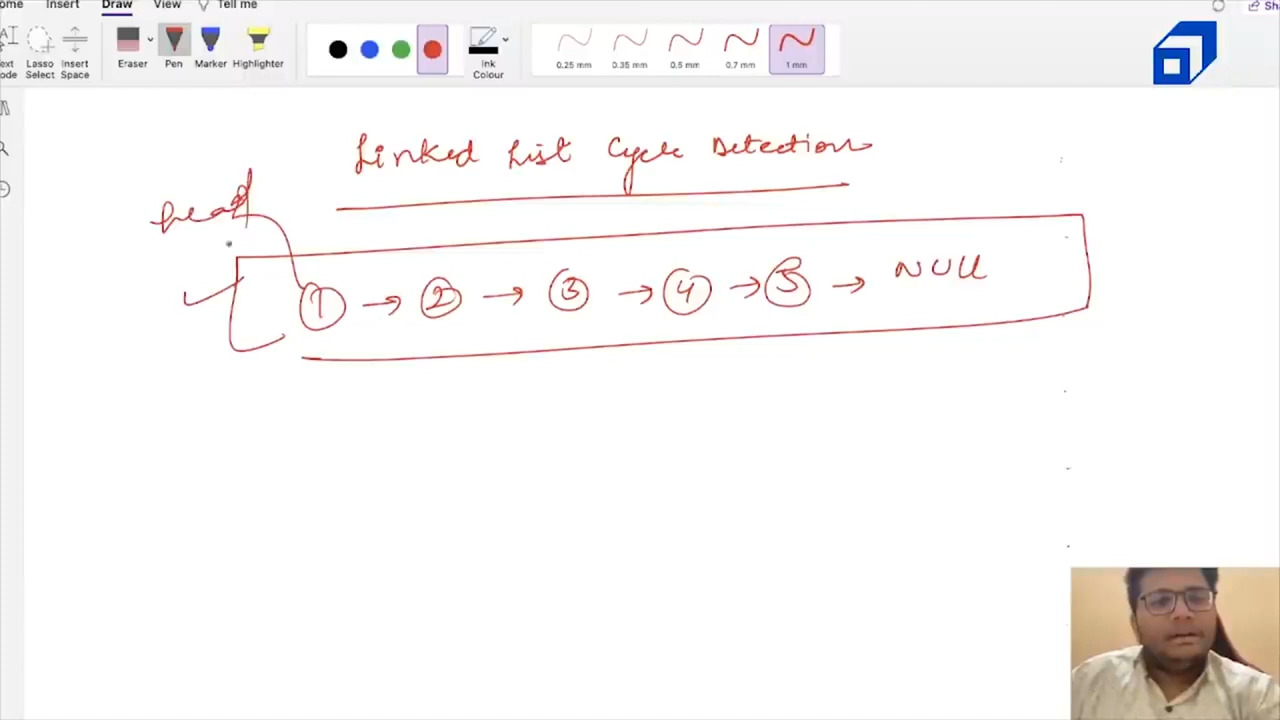 Insert Draw View Tell me
Eraser Pen Marker Highlighter
Lasso Select
Insert Space
Ink Colour
0.25 mm 0.35 mm 0.5 mm 0.7 mm 1 mm
Linked List Cycle Detection
head
1 → 2 → 3 → 4 → 5 → NULL